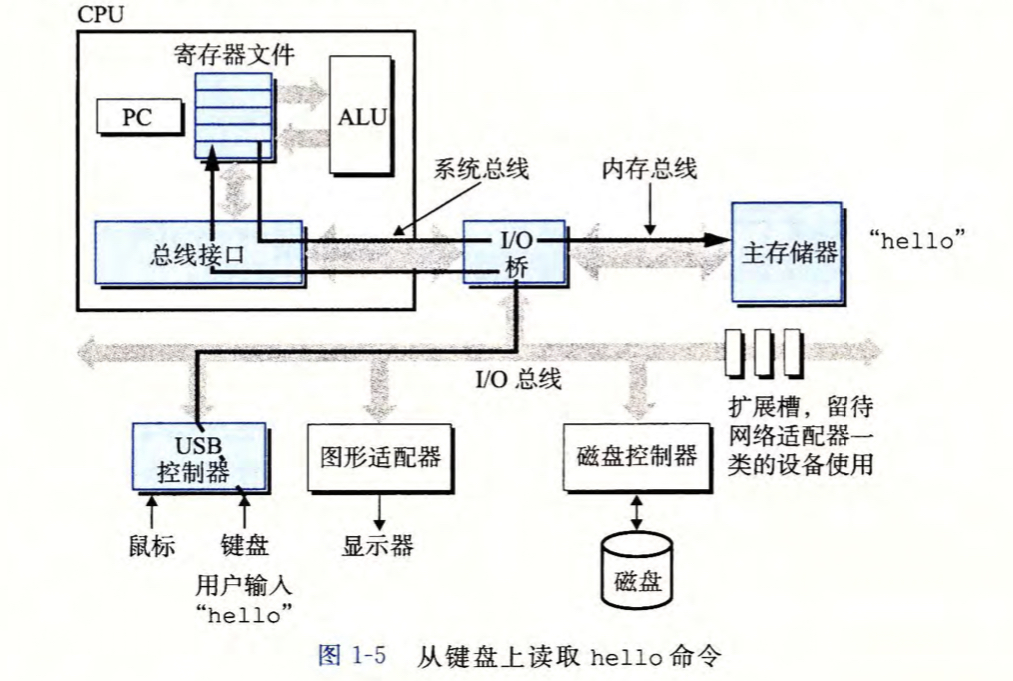 CPU
寄存器文件
PC
ALU
系统总线
内存总线
总线接口
I/O
桥
主存储器
“hello”
I/O 总线
扩展槽，留待
网络适配器一
类的设备使用
USB
控制器
图形适配器
磁盘控制器
鼠标
键盘
显示器
磁盘
用户输入
“hello”
图 1-5 从键盘上读取 hello 命令